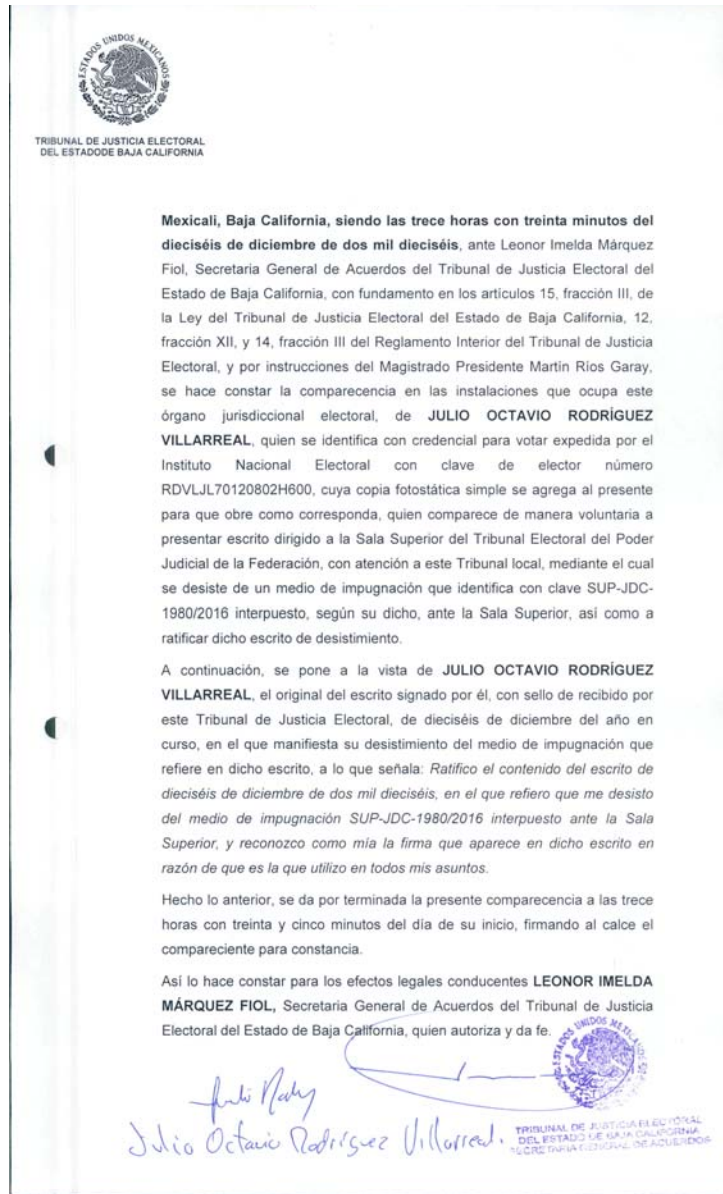 ESTADOS UNIDOS MEXICANOS
TRIBUNAL DE JUSTICIA ELECTORAL
DEL ESTADODE BAJA CALIFORNIA
Mexicali, Baja California, siendo las trece horas con treinta minutos del
dieciséis de diciembre de dos mil dieciséis, ante Leonor Imelda Márquez
Fiol, Secretaria General de Acuerdos del Tribunal de Justicia Electoral del
Estado de Baja California, con fundamento en los artículos 15, fracción III, de
la Ley del Tribunal de Justicia Electoral del Estado de Baja California, 12,
fracción XII, y 14, fracción III del Reglamento Interior del Tribunal de Justicia
Electoral, y por instrucciones del Magistrado Presidente Martín Ríos Garay,
se hace constar la comparecencia en las instalaciones que ocupa este
órgano jurisdiccional electoral, de JULIO OCTAVIO RODRÍGUEZ
VILLARREAL, quien se identifica con credencial para votar expedida por el
Instituto Nacional Electoral con clave de elector número
RDVLJL70120802H600, cuya copia fotostática simple se agrega al presente
para que obre como corresponda, quien comparece de manera voluntaria a
presentar escrito dirigido a la Sala Superior del Tribunal Electoral del Poder
Judicial de la Federación, con atención a este Tribunal local, mediante el cual
se desiste de un medio de impugnación que identifica con clave SUP-JDC-
1980/2016 interpuesto, según su dicho, ante la Sala Superior, así como a
ratificar dicho escrito de desistimiento.
A continuación, se pone a la vista de JULIO OCTAVIO RODRÍGUEZ
VILLARREAL, el original del escrito signado por él, con sello de recibido por
este Tribunal de Justicia Electoral, de dieciséis de diciembre del año en
curso, en el que manifiesta su desistimiento del medio de impugnación que
refiere en dicho escrito, a lo que señala: Ratifico el contenido del escrito de
dieciséis de diciembre de dos mil dieciséis, en el que refiero que me desisto
del medio de impugnación SUP-JDC-1980/2016 interpuesto ante la Sala
Superior, y reconozco como mía la firma que aparece en dicho escrito en
razón de que es la que utilizo en todos mis asuntos.
Hecho lo anterior, se da por terminada la presente comparecencia a las trece
horas con treinta y cinco minutos del día de su inicio, firmando al calce el
compareciente para constancia.
Así lo hace constar para los efectos legales conducentes LEONOR IMELDA
MÁRQUEZ FIOL, Secretaria General de Acuerdos del Tribunal de Justicia
Electoral del Estado de Baja California, quien autoriza y da fe.
ESTADOS UNIDOS MEXICANOS
Julio Octavio Rodríguez Villarreal.
TRIBUNAL DE JUSTICIA ELECTORAL
DEL ESTADO DE BAJA CALIFORNIA
SECRETARIA GENERAL DE ACUERDOS